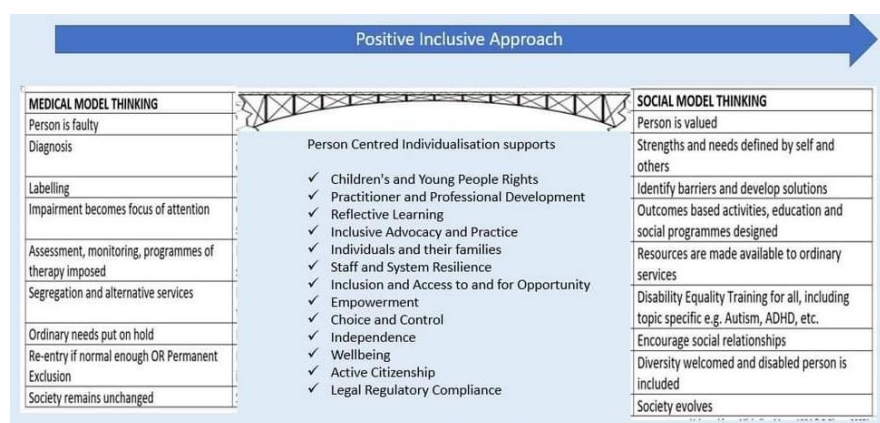 Positive Inclusive Approach
MEDICAL MODEL THINKING
Person is faulty
Diagnosis
Labelling
Impairment becomes focus of attention
Assessment, monitoring, programmes of
therapy imposed
Segregation and alternative services
Ordinary needs put on hold
Re-entry if normal enough OR Permanent
Exclusion
Society remains unchanged
Person Centred Individualisation supports
✓ Children's and Young People Rights
✓ Practitioner and Professional Development
✓ Reflective Learning
✓ Inclusive Advocacy and Practice
✓ Individuals and their families
✓ Staff and System Resilience
✓ Inclusion and Access to and for Opportunity
✓ Empowerment
✓ Choice and Control
✓ Independence
✓ Wellbeing
✓ Active Citizenship
✓ Legal Regulatory Compliance
SOCIAL MODEL THINKING
Person is valued
Strengths and needs defined by self and
others
Identify barriers and develop solutions
Outcomes based activities, education and
social programmes designed
Resources are made available to ordinary
services
Disability Equality Training for all, including
topic specific e.g. Autism, ADHD, etc.
Encourage social relationships
Diversity welcomed and disabled person is
included
Society evolves